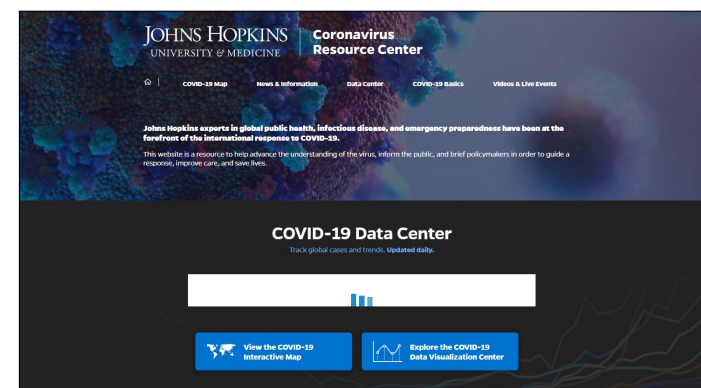 JOHNS HOPKINS
UNIVERSITY & MEDICINE
Coronavirus
Resource Center
COVID-19 Map
News & Information
Data Center
COVID-19 Basics
Videos & Live Events
Johns Hopkins experts in global public health, infectious disease, and emergency preparedness have been at the
forefront of the international response to COVID-19.
This website is a resource to help advance the understanding of the virus, inform the public, and brief policymakers in order to guide a
response, improve care, and save lives.
COVID-19 Data Center
Track global cases and trends. Updated daily.
View the COVID-19
Interactive Map
Explore the COVID-19
Data Visualization Center